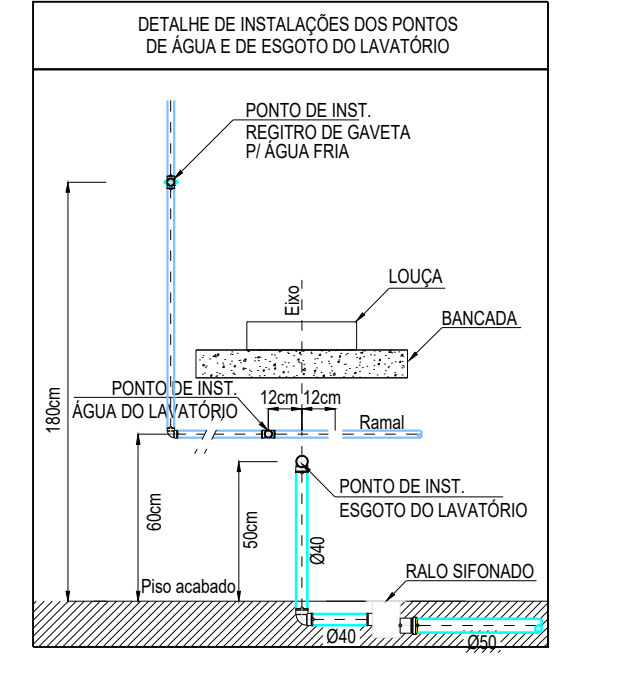 DETALHE DE INSTALAÇÕES DOS PONTOS
DE ÁGUA E DE ESGOTO DO LAVATÓRIO
PONTO DE INST.
REGITRO DE GAVETA
P/ ÁGUA FRIA
LOUÇA
Eixo
BANCADA
PONTO DE INST.
ÁGUA DO LAVATÓRIO
12cm
12cm
Ramal
180cm
60cm
50cm
PONTO DE INST.
ESGOTO DO LAVATÓRIO
Ø40
RALO SIFONADO
Piso acabado
Ø40
Ø50